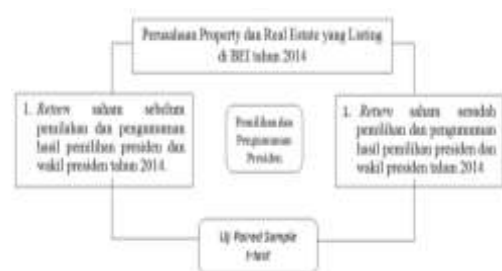 Perusahaan Property dan Real Estate yang Listing
di BEI tahun 2014
1. Return saham sebelum
pemilihan dan pengumuman
hasil pemilihan presiden dan
wakil presiden tahun 2014.
Pemilihan dan
Pengumuman
Presiden
1. Return saham sesudah
pemilihan dan pengumuman
hasil pemilihan presiden dan
wakil presiden tahun 2014
Uji Paired Sample
t-test